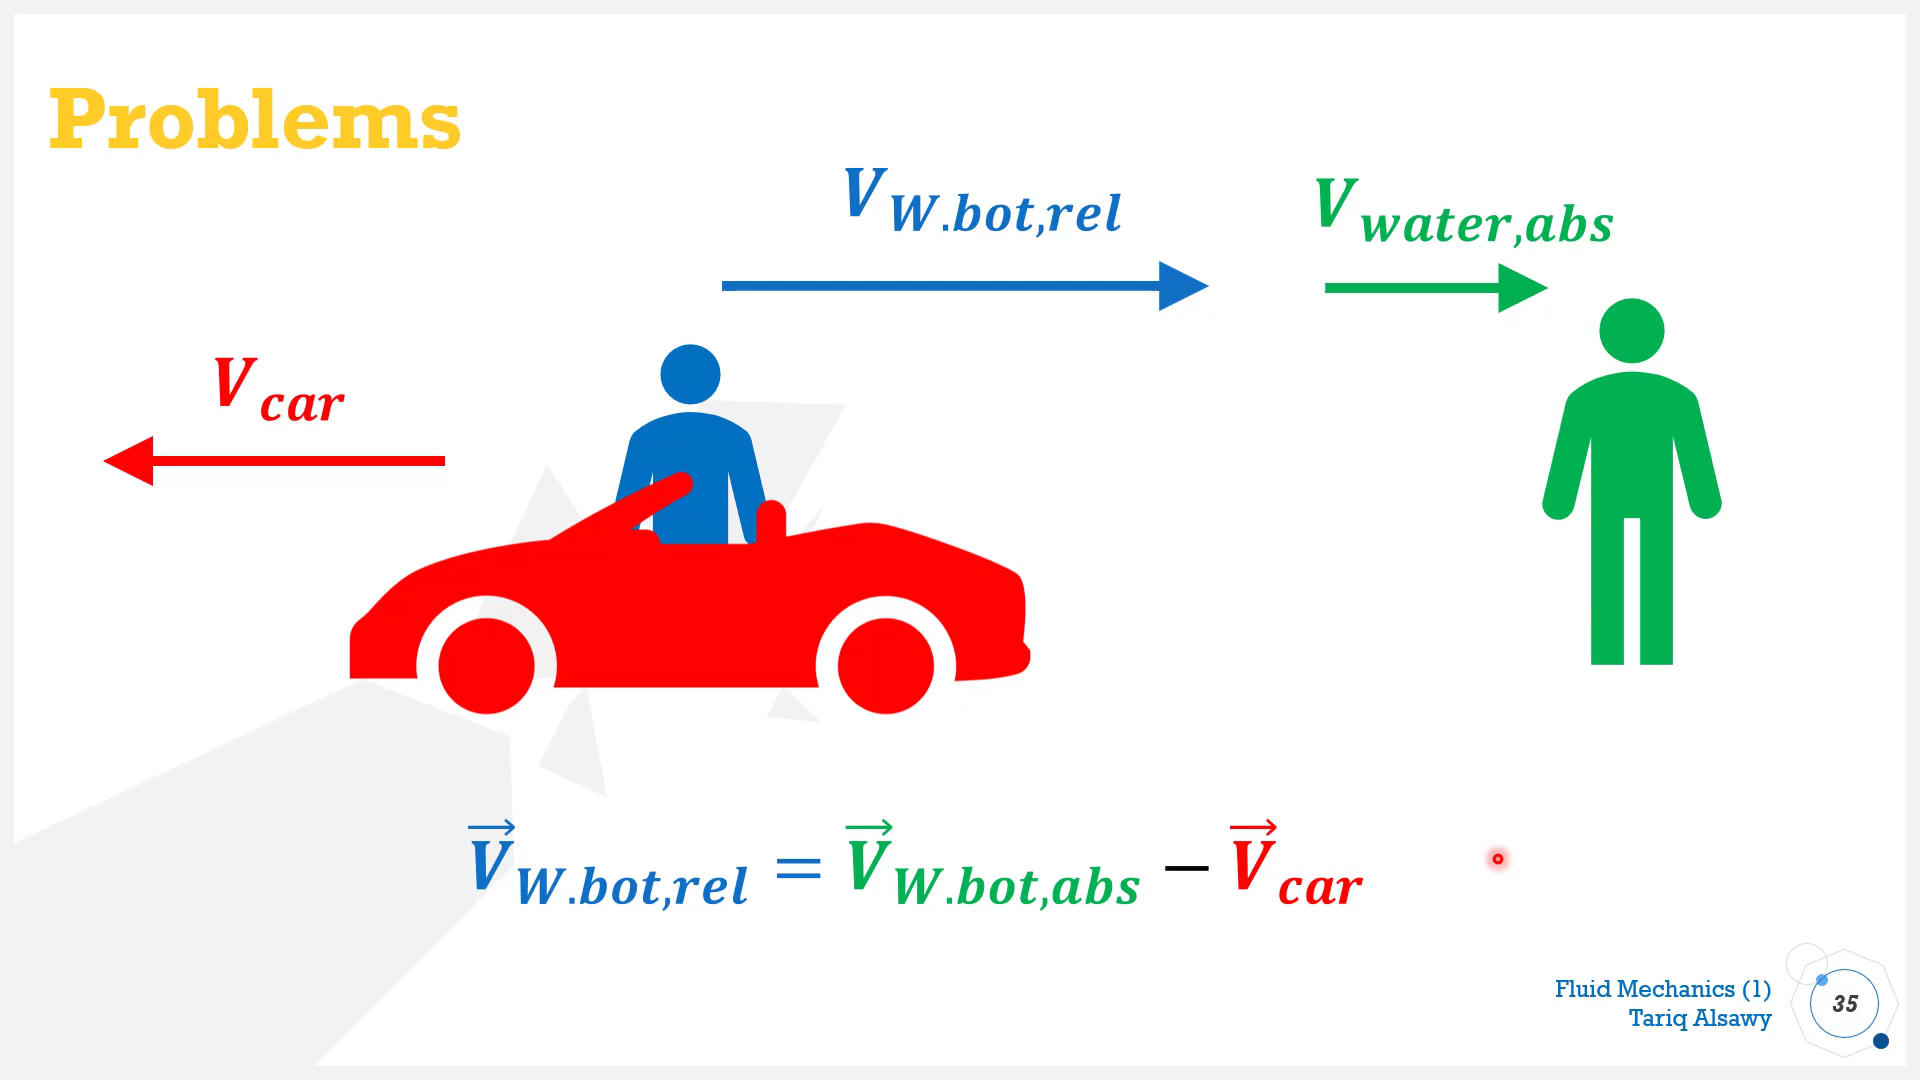 Problems
V W.bot,rel
V water,abs
V car
V⃗ W.bot,rel = V⃗ W.bot,abs − V⃗ car
Fluid Mechanics (1)
Tariq Alsawy
35